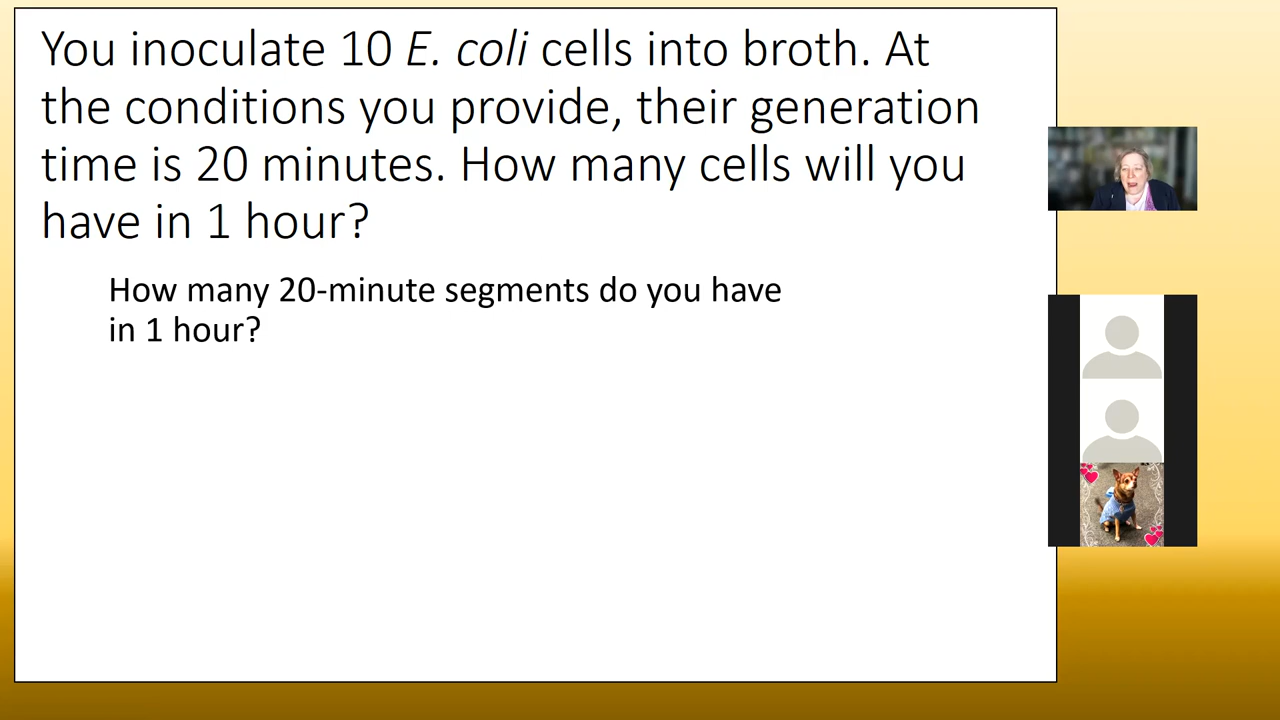 You inoculate 10 E. coli cells into broth. At
the conditions you provide, their generation
time is 20 minutes. How many cells will you
have in 1 hour?
How many 20-minute segments do you have
in 1 hour?